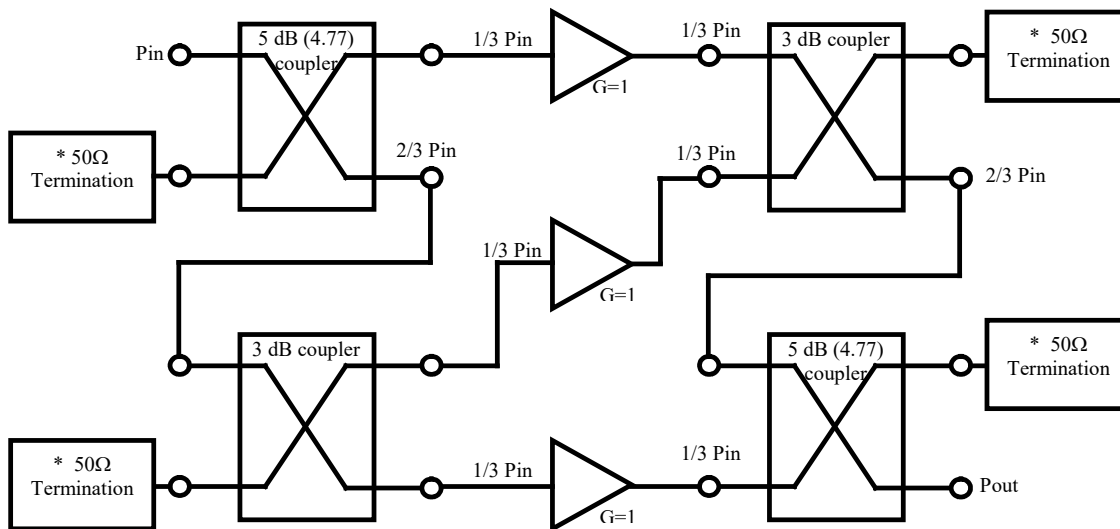 Pin
5 dB (4.77)
coupler
1/3 Pin
G=1
1/3 Pin
3 dB coupler
* 50Ω
Termination
* 50Ω
Termination
2/3 Pin
1/3 Pin
2/3 Pin
1/3 Pin
G=1
3 dB coupler
5 dB (4.77)
coupler
* 50Ω
Termination
* 50Ω
Termination
1/3 Pin
G=1
1/3 Pin
Pout